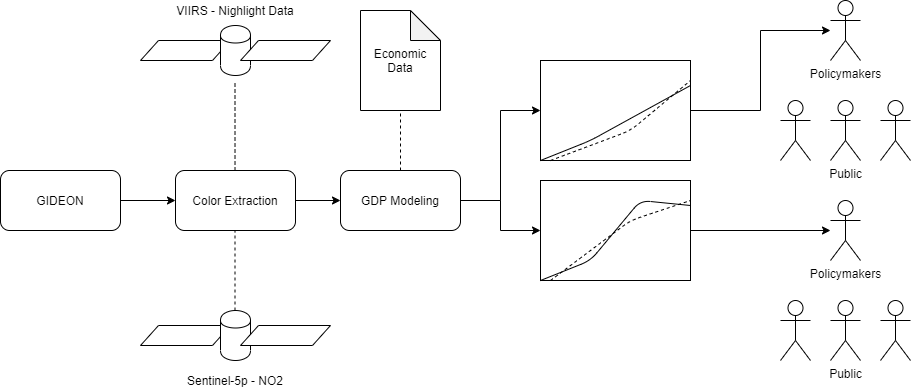 VIIRS - Nighlight Data
Economic
Data
Policymakers
Public
GIDEON
Color Extraction
GDP Modeling
Policymakers
Sentinel-5p - NO2
Public